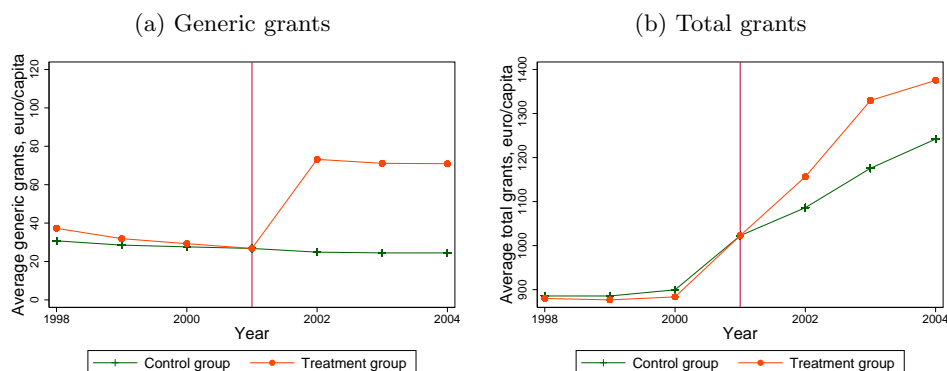 (a) Generic grants
Average generic grants, euro/capita
120
100
80
60
40
20
0
1998
2000
2002
2004
Year
Control group
Treatment group
(b) Total grants
Average total grants, euro/capita
1400
1300
1200
1100
1000
900
1998
2000
2002
2004
Year
Control group
Treatment group